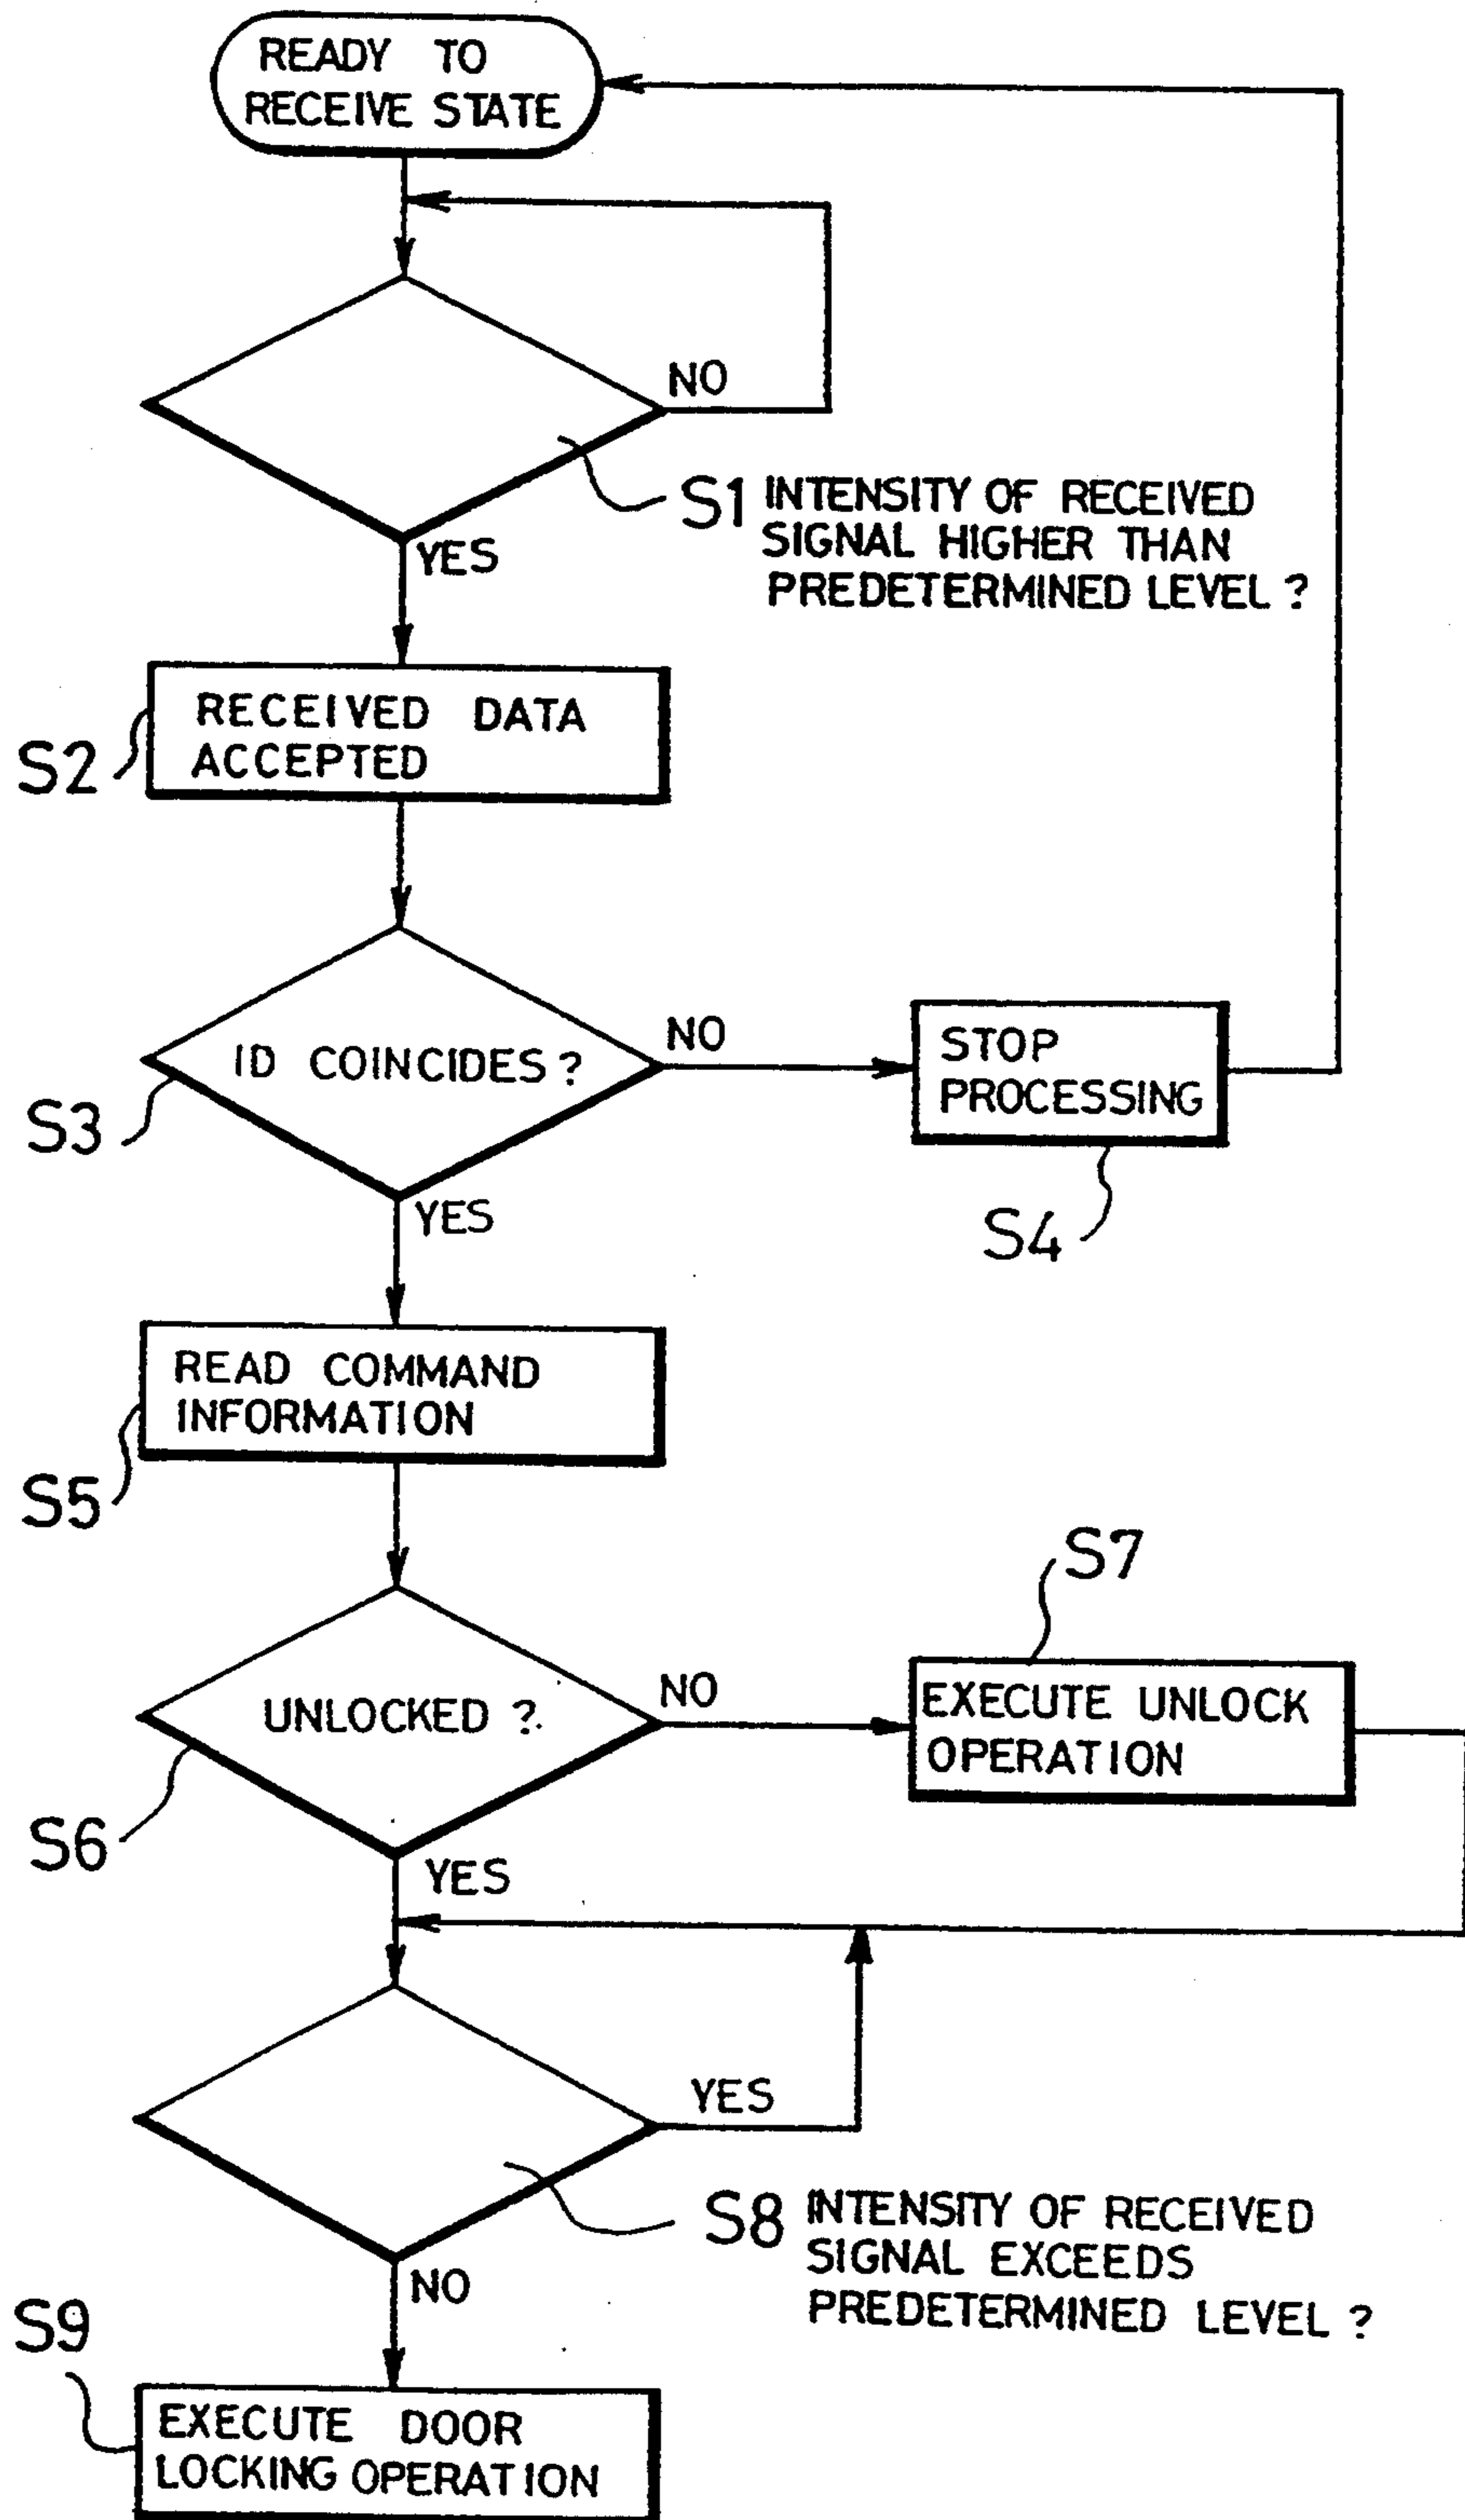 READY TO
RECEIVE STATE
NO
S1 INTENSITY OF RECEIVED
SIGNAL HIGHER THAN
PREDETERMINED LEVEL ?
YES
RECEIVED DATA
ACCEPTED
S2
ID COINCIDES ?
NO
STOP
PROCESSING
S3
YES
S4
READ COMMAND
INFORMATION
S5
S7
UNLOCKED ?
NO
EXECUTE UNLOCK
OPERATION
S6
YES
YES
S8 INTENSITY OF RECEIVED
SIGNAL EXCEEDS
PREDETERMINED LEVEL ?
NO
S9
EXECUTE DOOR
LOCKING OPERATION